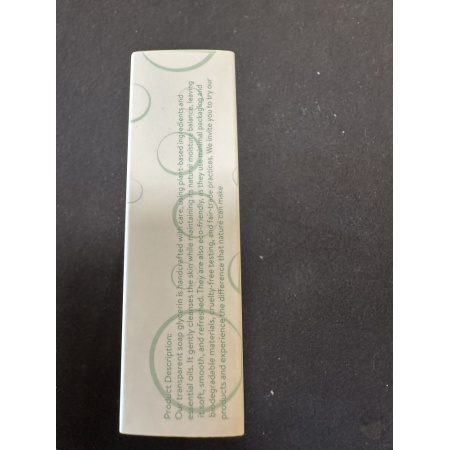 Product Description:
Our transparent soap glycerin is handcrafted with care, using plant-based ingredients and
essential oils. It gently cleanses the skin while maintaining its natural moisture balance, leaving
it soft, smooth, and refreshed. They are also eco-friendly, as they use minimal packaging and
biodegradable materials, cruelty-free testing, and fair-trade practices. We invite you to try our
products and experience the difference that nature can make